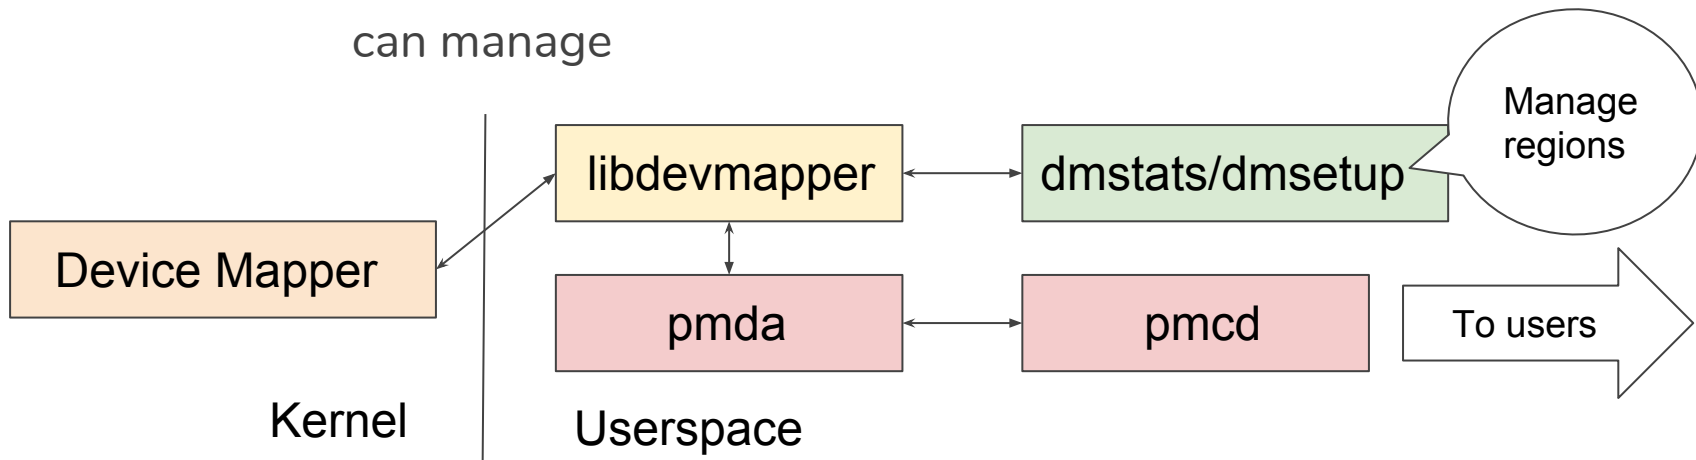 can manage
Manage
regions
libdevmapper
dmstats/dmsetup
Device Mapper
pmda
pmcd
To users
Kernel
Userspace